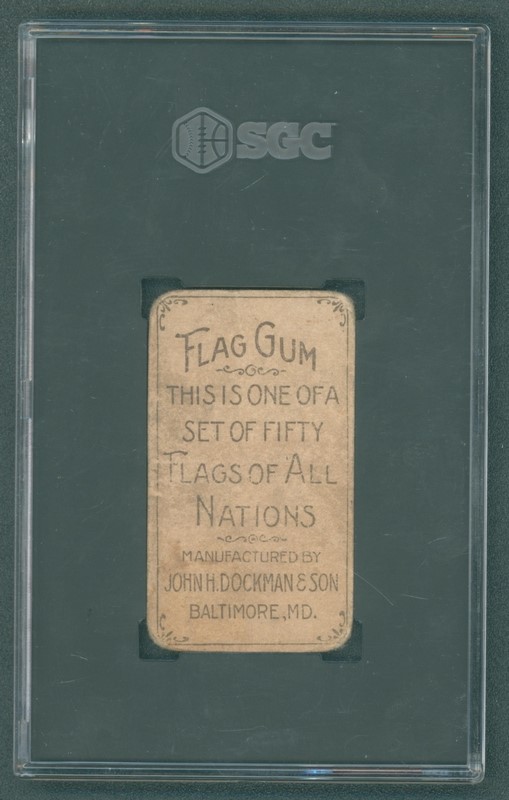 SGC
FLAG GUM
THIS IS ONE OF A
SET OF FIFTY
FLAGS OF ALL
NATIONS
MANUFACTURED BY
JOHN H. DOCKMAN & SON
BALTIMORE, MD.